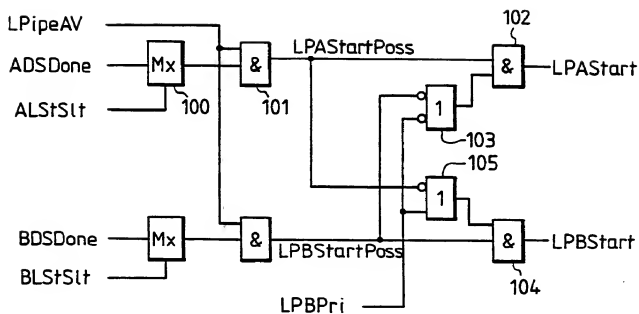 LPipeAV
ADSDone
ALStSlt
Mx
100
&
101
LPAStartPoss
102
&
LPAStart
1
103
105
1
BDSDone
BLStSlt
Mx
&
LPBStartPoss
&
LPBStart
104
LPBPri